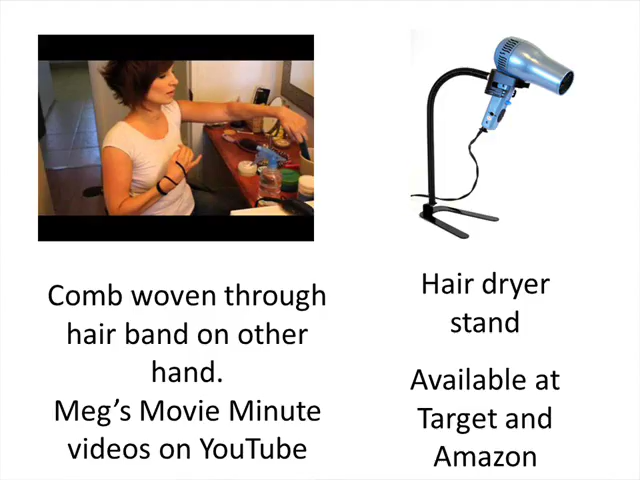 Comb woven through
hair band on other
hand.
Meg’s Movie Minute
videos on YouTube
Hair dryer
stand
Available at
Target and
Amazon